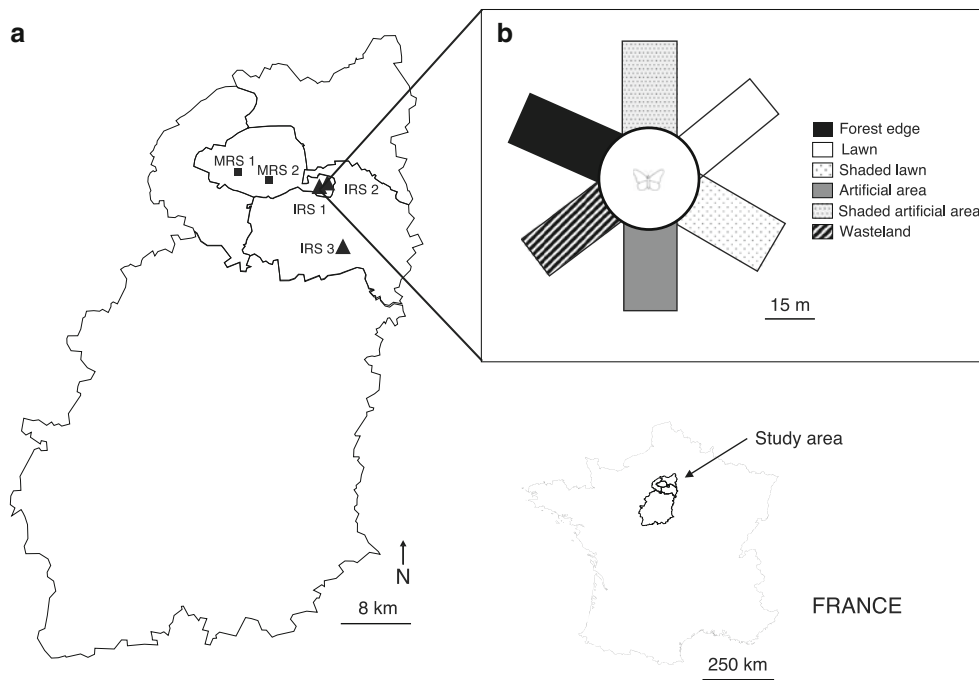 a
MRS 1
MRS 2
IRS 2
IRS 1
IRS 3
N
8 km
b
Forest edge
Lawn
Shaded lawn
Artificial area
Shaded artificial area
Wasteland
15 m
Study area
FRANCE
250 km